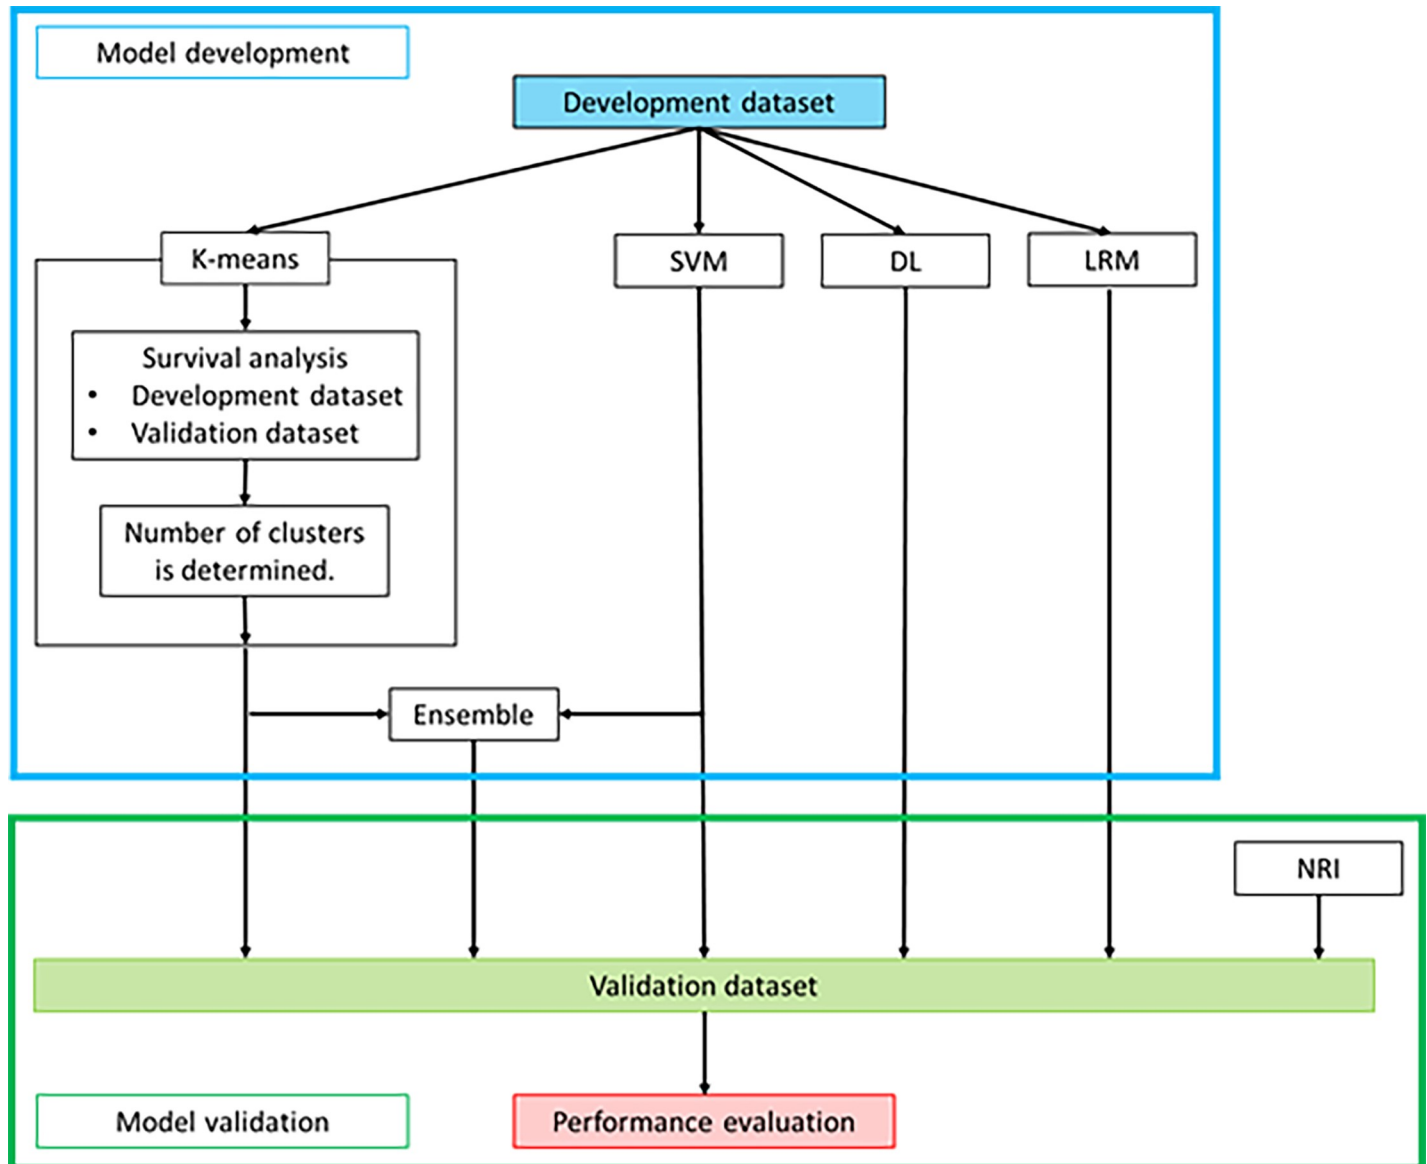 Model development
Development dataset
K-means
SVM
DL
LRM
Survival analysis
• Development dataset
• Validation dataset
Number of clusters
is determined.
Ensemble
NRI
Validation dataset
Model validation
Performance evaluation